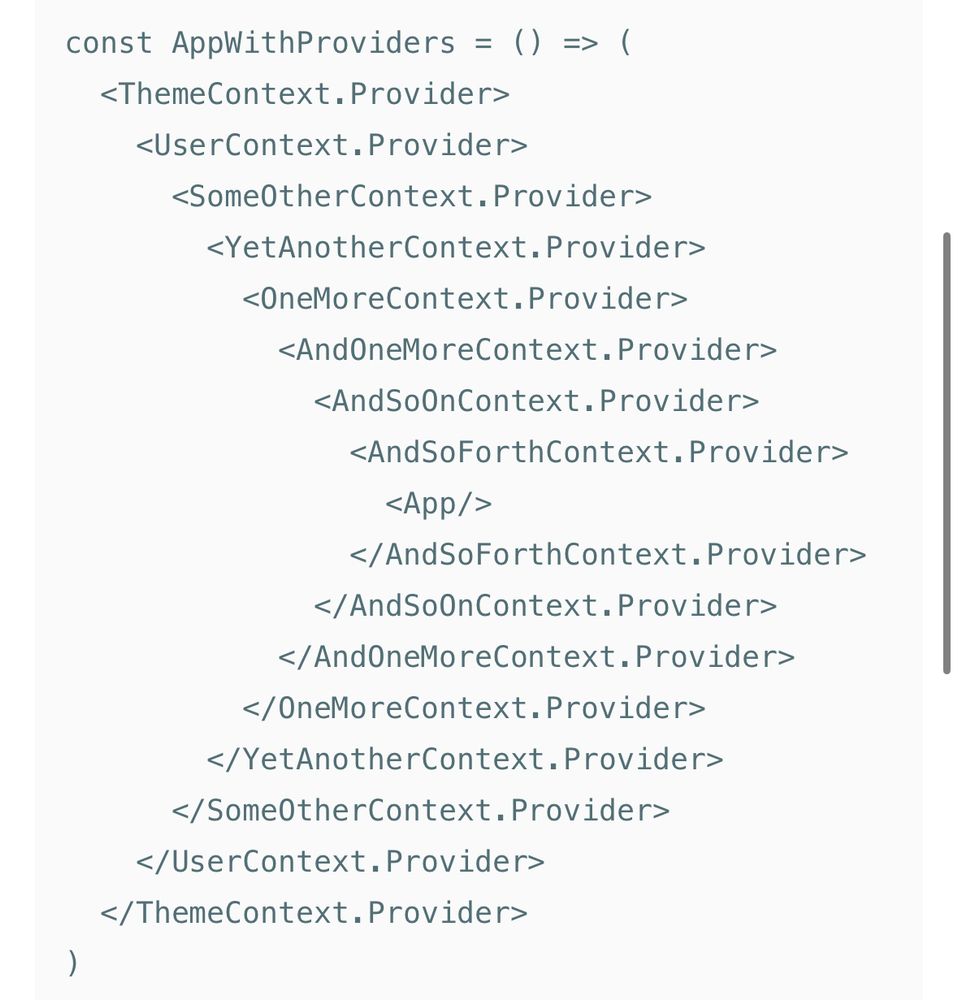 const AppWithProviders = () => (
  <ThemeContext.Provider>
    <UserContext.Provider>
      <SomeOtherContext.Provider>
        <YetAnotherContext.Provider>
          <OneMoreContext.Provider>
            <AndOneMoreContext.Provider>
              <AndSoOnContext.Provider>
                <AndSoForthContext.Provider>
                  <App/>
                </AndSoForthContext.Provider>
              </AndSoOnContext.Provider>
            </AndOneMoreContext.Provider>
          </OneMoreContext.Provider>
        </YetAnotherContext.Provider>
      </SomeOtherContext.Provider>
    </UserContext.Provider>
  </ThemeContext.Provider>
)